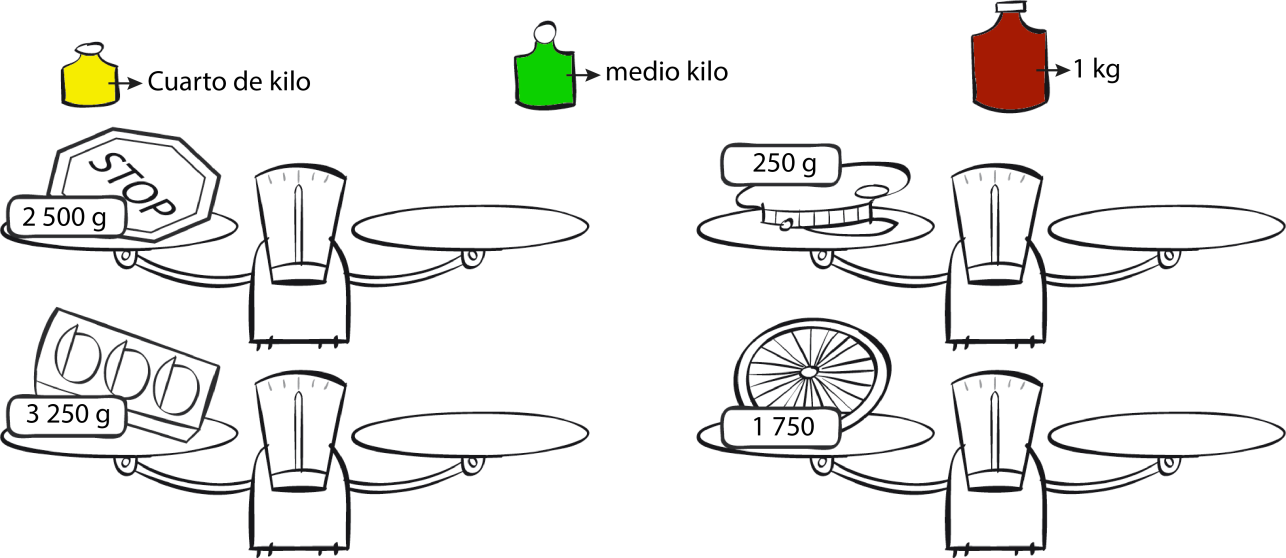 Cuarto de kilo
medio kilo
1 kg
STOP
2 500 g
250 g
3 250 g
1 750